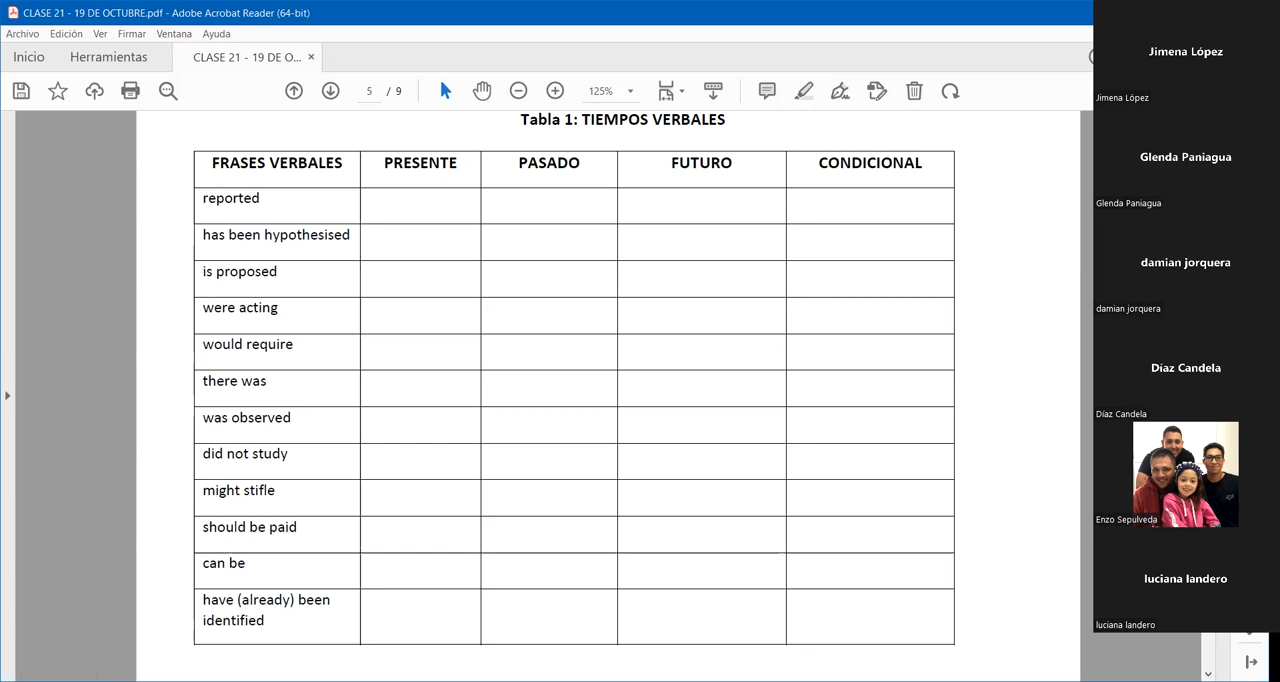 CLASE 21 - 19 DE OCTUBRE.pdf - Adobe Acrobat Reader (64-bit)
Archivo Edición Ver Firmar Ventana Ayuda
Inicio Herramientas CLASE 21 - 19 DE O... ×
5 / 9 125%
Tabla 1: TIEMPOS VERBALES
FRASES VERBALES PRESENTE PASADO FUTURO CONDICIONAL
reported
has been hypothesised
is proposed
were acting
would require
there was
was observed
did not study
might stifle
should be paid
can be
have (already) been
identified
Jimena López
Jimena López
Glenda Paniagua
Glenda Paniagua
damian jorquera
damian jorquera
Díaz Candela
Díaz Candela
Enzo Sepulveda
luciana landero
luciana landero